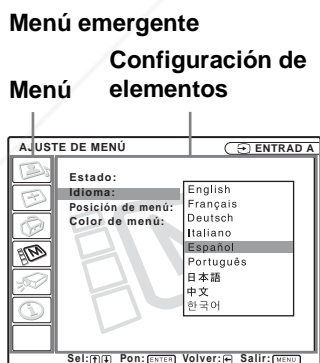 Menú emergente
Configuración de
Menú elementos
AJUSTE DE MENÚ ENTRAD A
Estado:
Idioma:
Posición de menú:
Color de menú:
English
Français
Deutsch
Italiano
Español
Português
日本語
中文
한국어
Sel: Pon: ENTER Volver: Salir: MENU